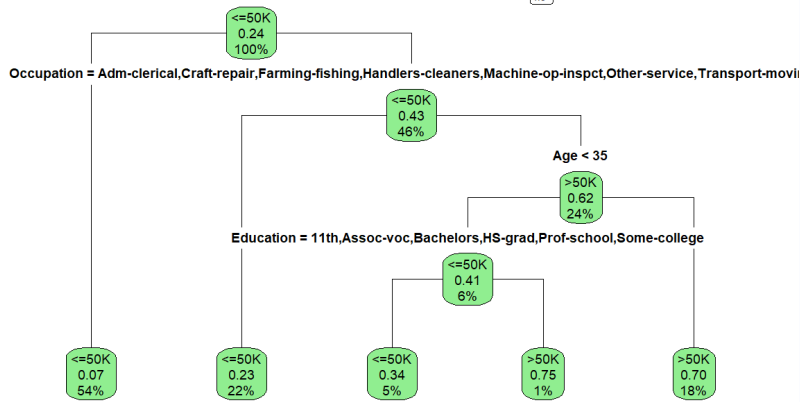 <=50K
0.24
100%
Occupation = Adm-clerical,Craft-repair,Farming-fishing,Handlers-cleaners,Machine-op-inspct,Other-service,Transport-movi
<=50K
0.43
46%
Age < 35
>50K
0.62
24%
Education = 11th,Assoc-voc,Bachelors,HS-grad,Prof-school,Some-college
<=50K
0.41
6%
<=50K
0.07
54%
<=50K
0.23
22%
<=50K
0.34
5%
>50K
0.75
1%
>50K
0.70
18%